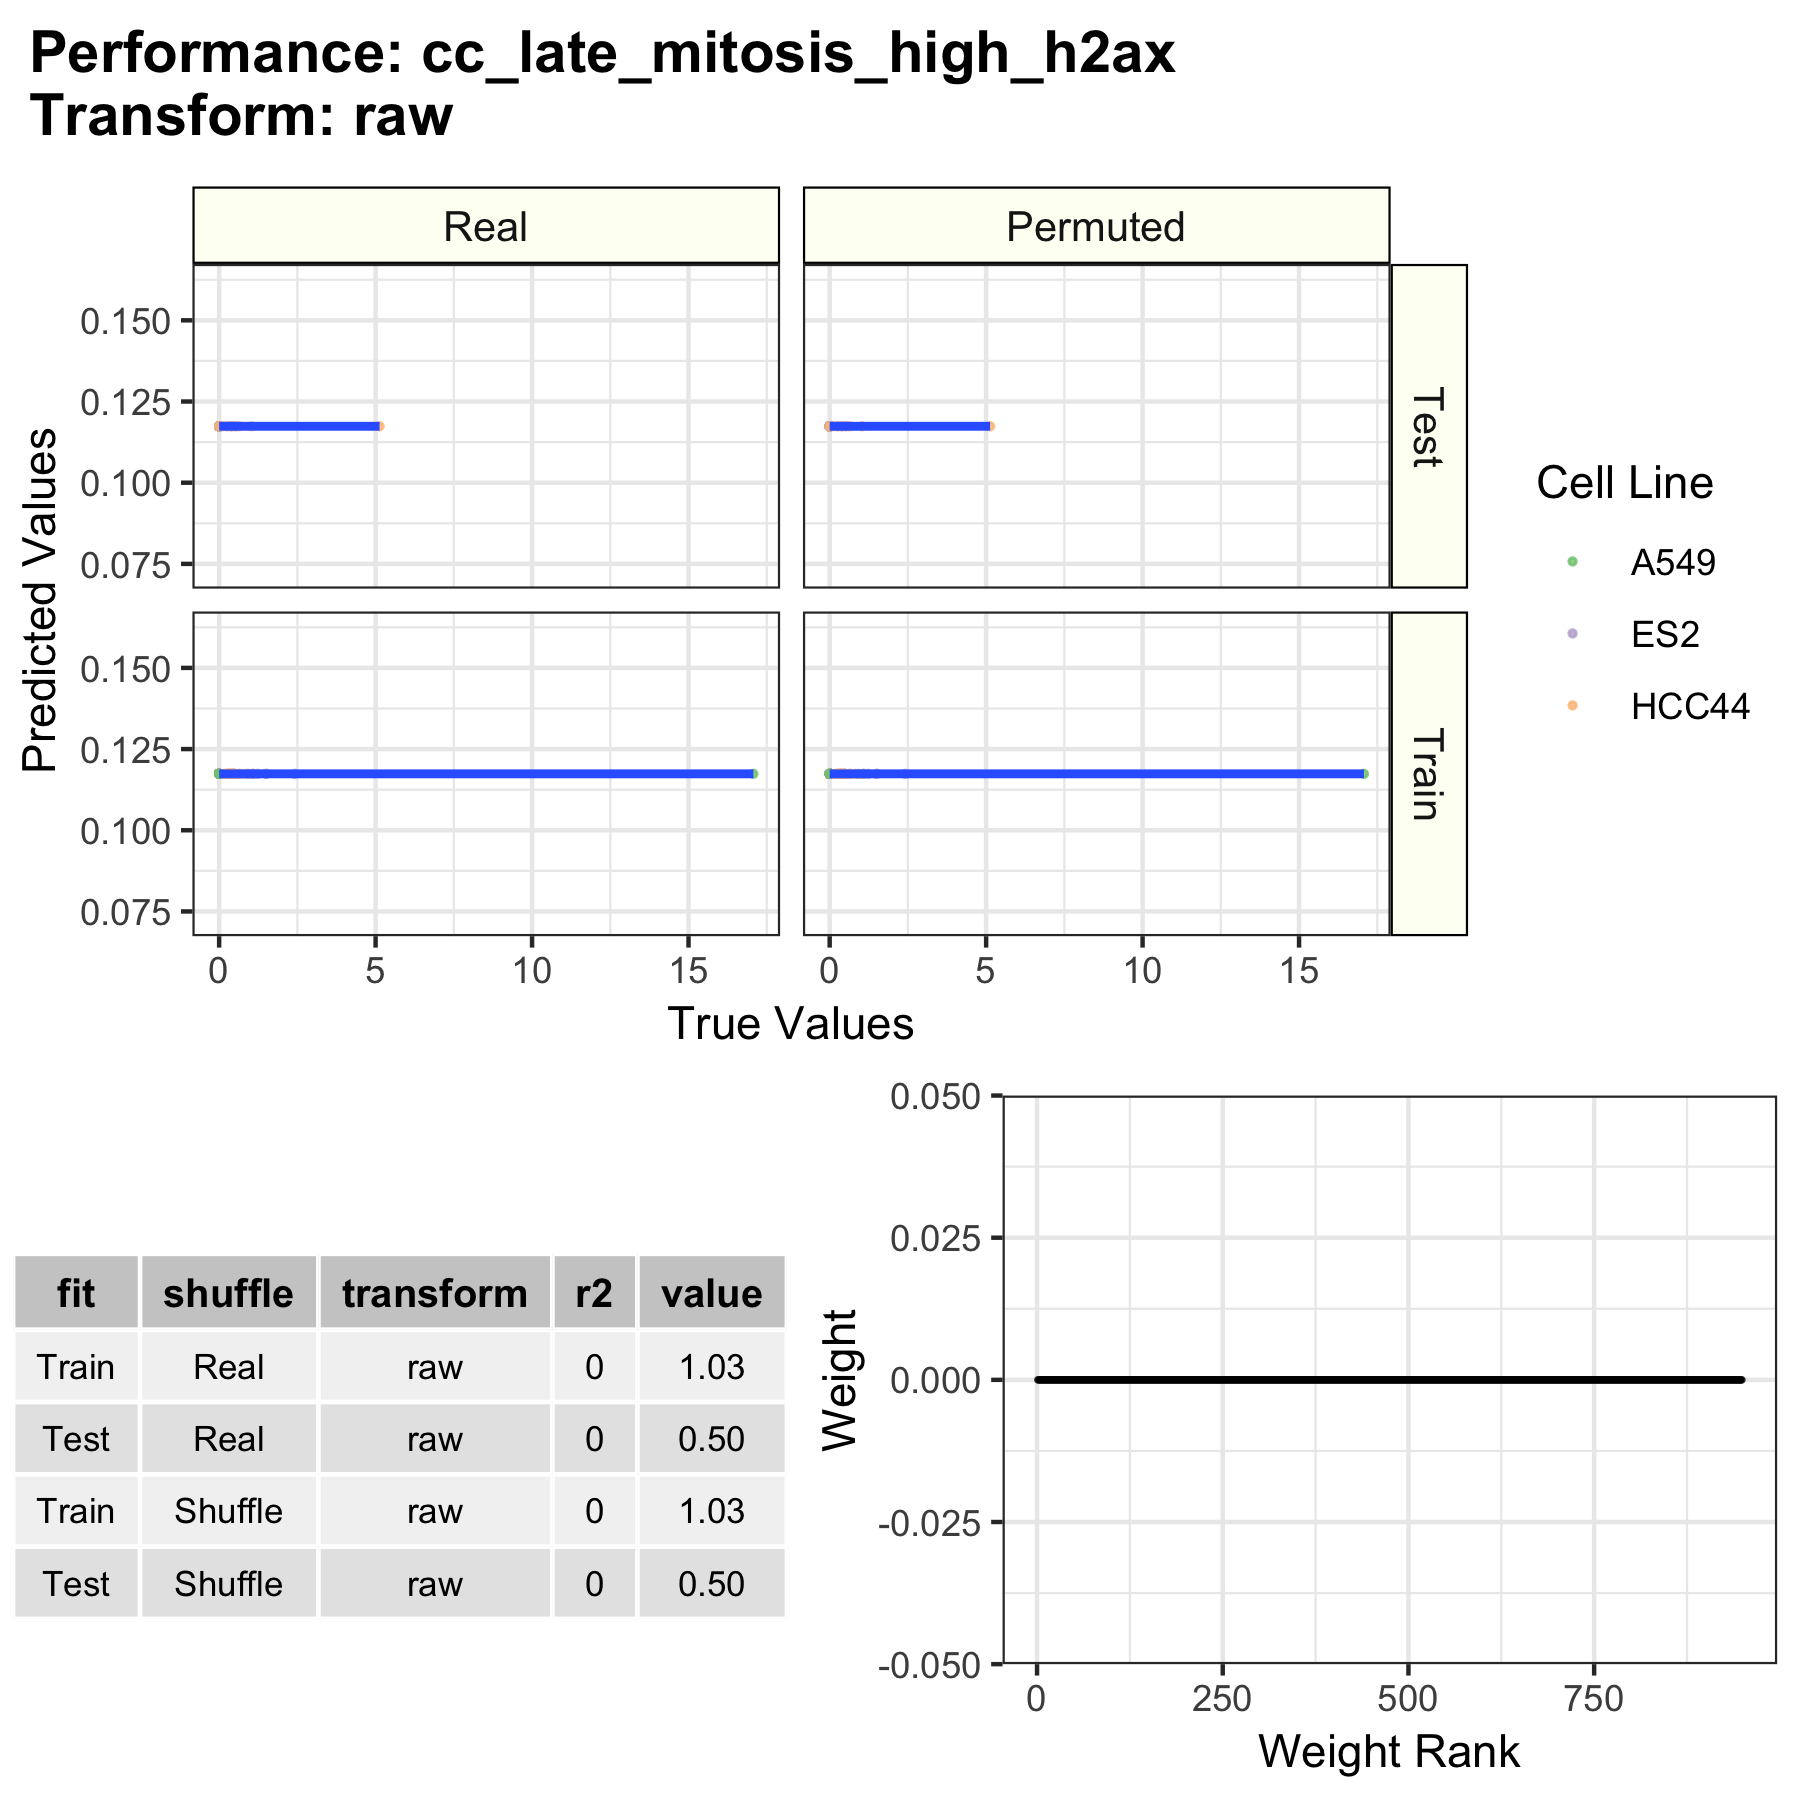 Performance: cc_late_mitosis_high_h2ax
Transform: raw
Real
Permuted
0.150
0.125
0.100
0.075
Test
0.150
0.125
0.100
0.075
Train
Predicted Values
0 5 10 15
0 5 10 15
True Values
Cell Line
A549
ES2
HCC44
fit shuffle transform r2 value
Train Real raw 0 1.03
Test Real raw 0 0.50
Train Shuffle raw 0 1.03
Test Shuffle raw 0 0.50
Weight
0.050
0.025
0.000
-0.025
-0.050
0 250 500 750
Weight Rank